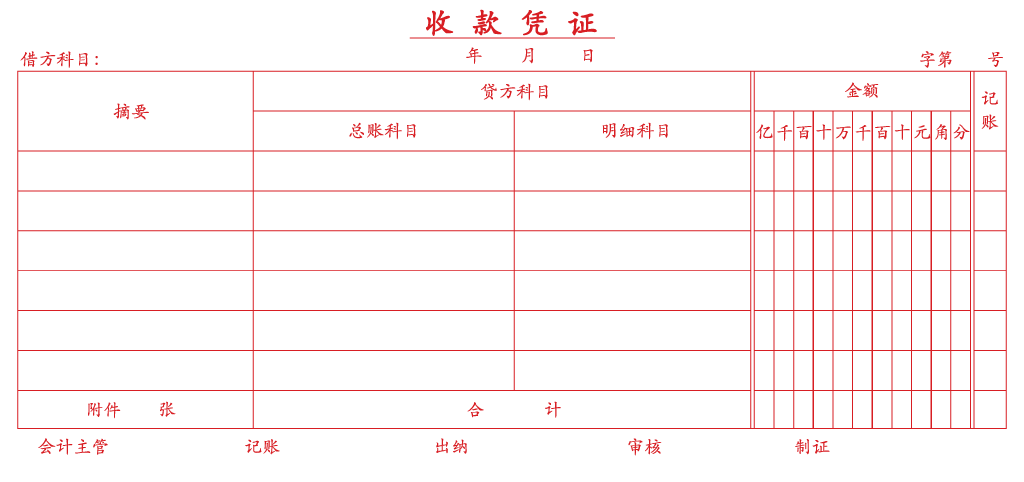 收款凭证
年 月 日
借方科目: 字第 号
摘要 贷方科目 金额 记账
总账科目 明细科目 亿 千 百 十 万 千 百 十 元 角 分
附件 张 合 计
会计主管 记账 出纳 审核 制证